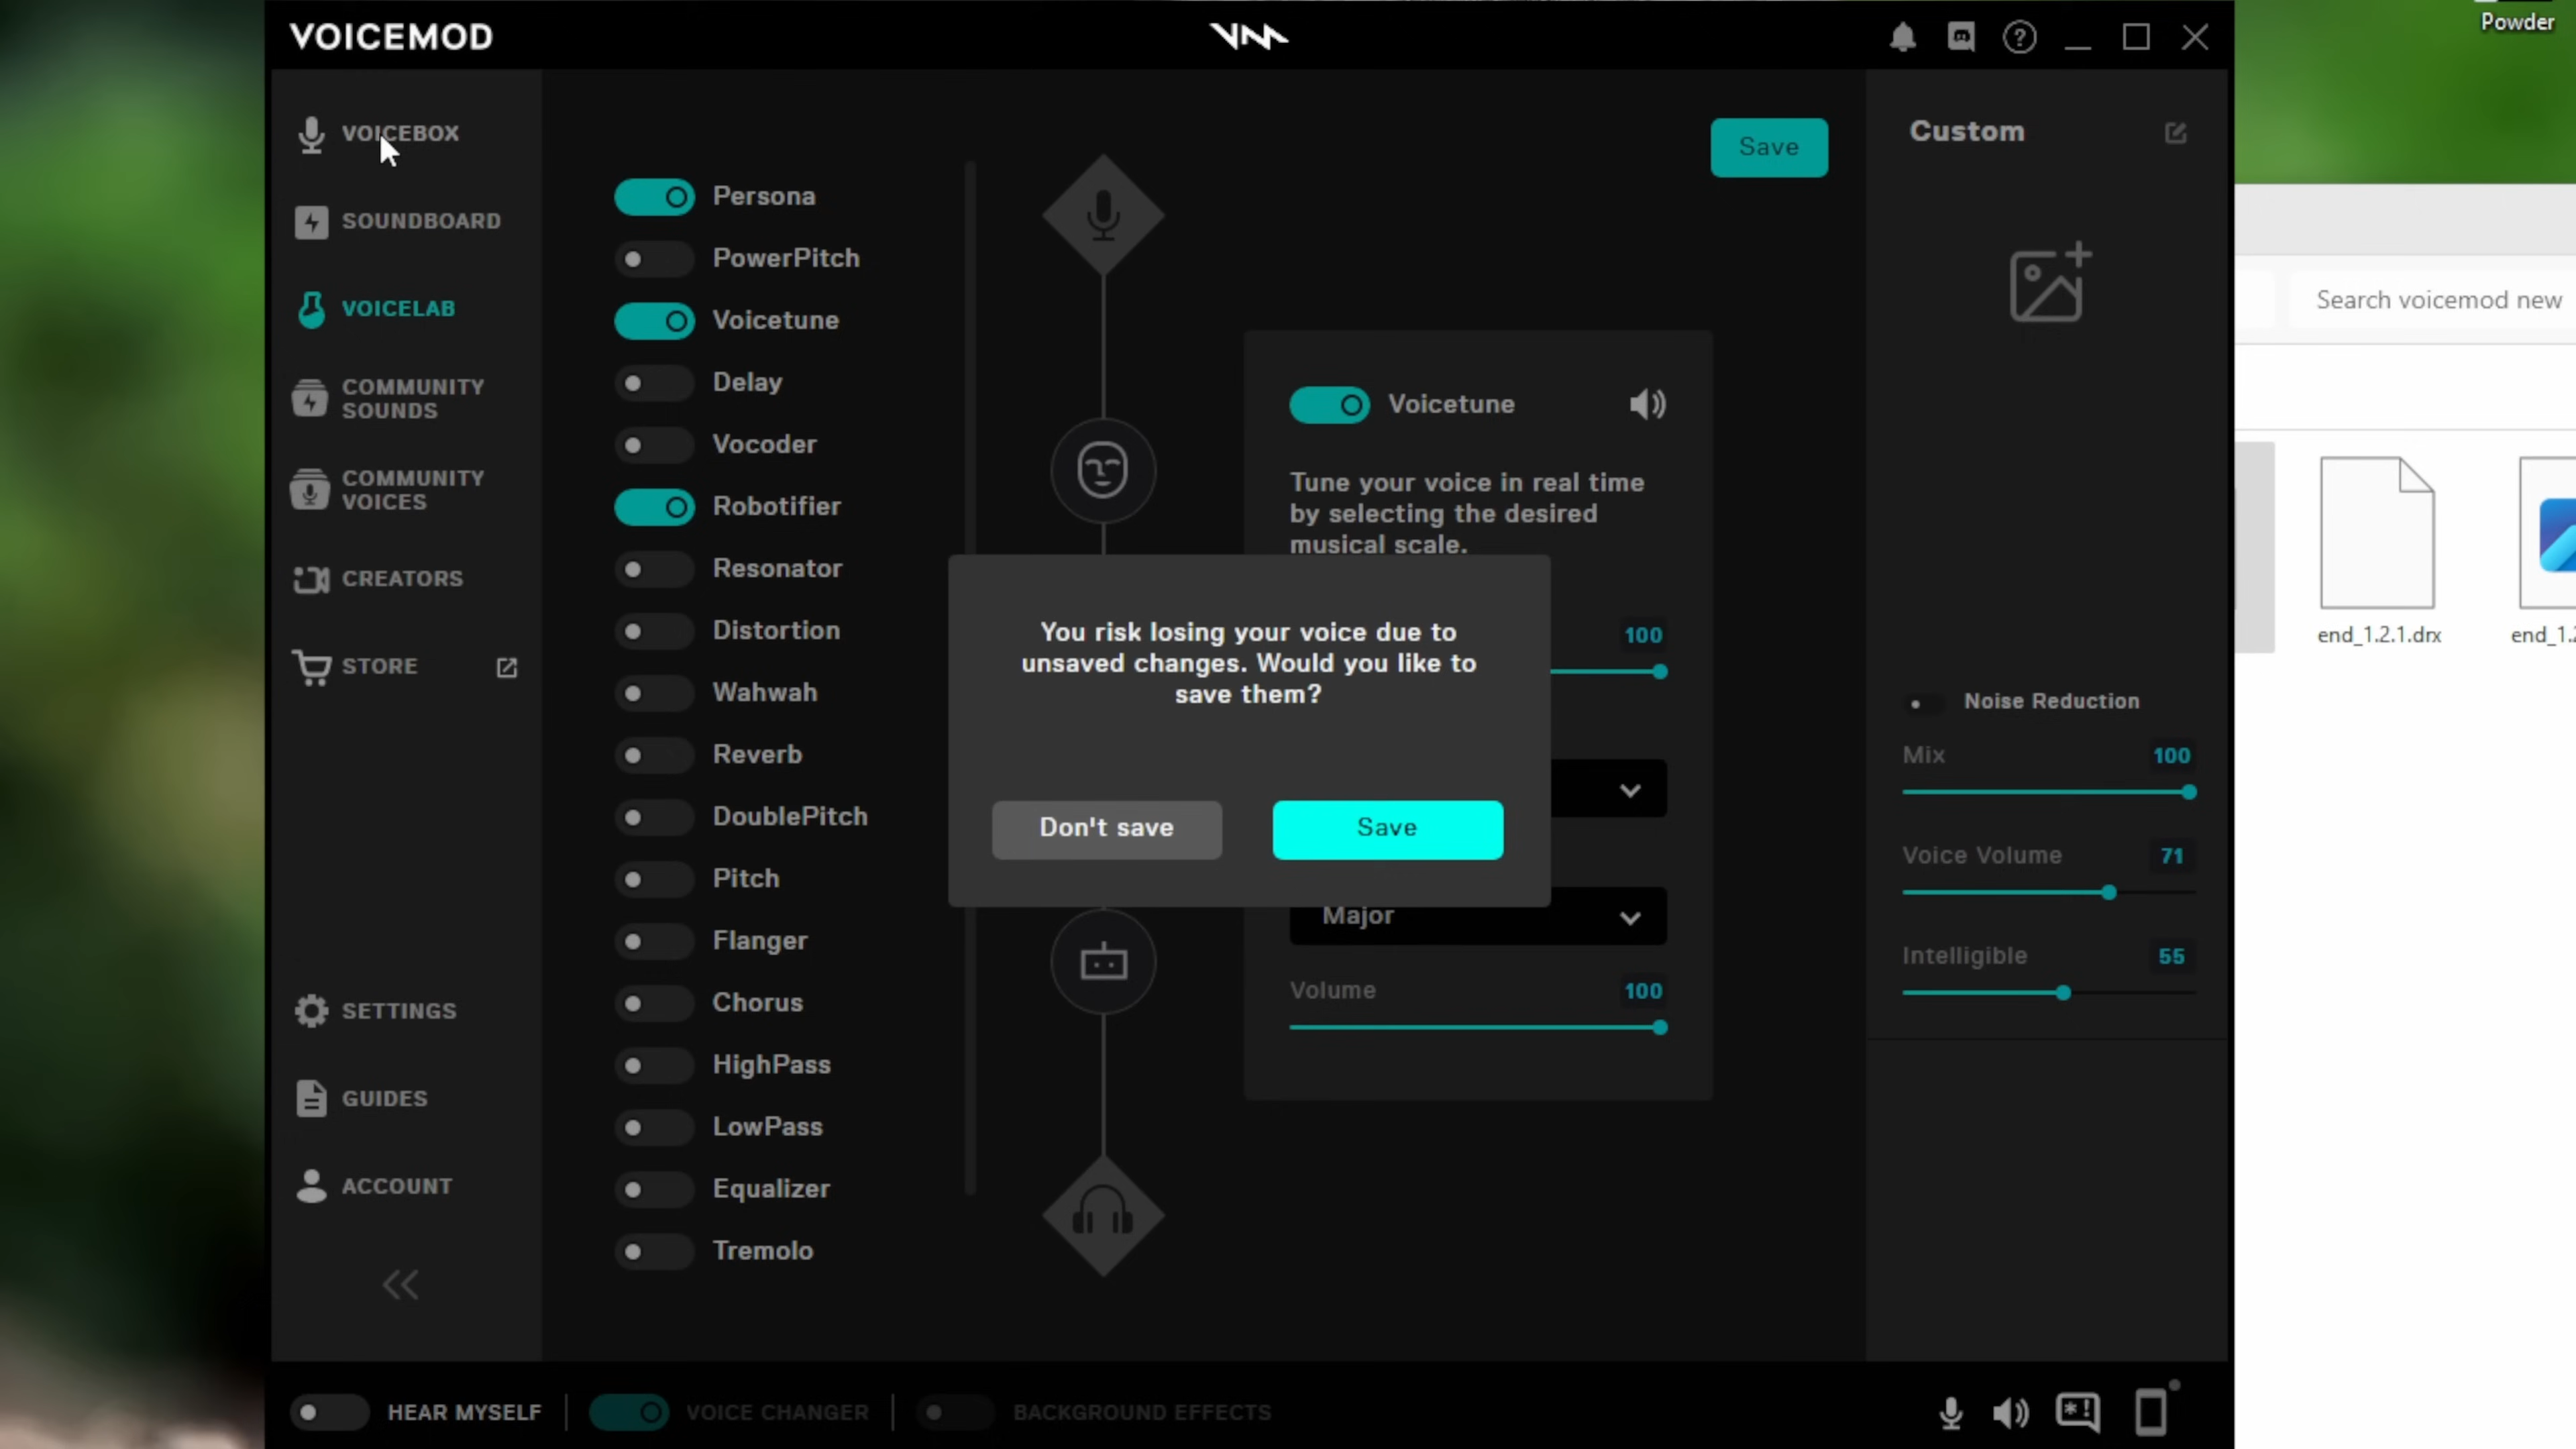 Powder
VOICEMOD
VOICEBOX
SOUNDBOARD
VOICELAB
COMMUNITY
SOUNDS
COMMUNITY
VOICES
CREATORS
STORE
SETTINGS
GUIDES
ACCOUNT
Persona
PowerPitch
Voicetune
Delay
Vocoder
Robotifier
Resonator
Distortion
Wahwah
Reverb
DoublePitch
Pitch
Flanger
Chorus
HighPass
LowPass
Equalizer
Tremolo
Save
Voicetune
Tune your voice in real time
by selecting the desired
musical scale.
100
You risk losing your voice due to
unsaved changes. Would you like to
save them?
Don't save
Save
Major
Volume 100
Custom
Noise Reduction
Mix 100
Voice Volume 71
Intelligible 55
Search voicemod new
end_1.2.1.drx
end_1.2
HEAR MYSELF
VOICE CHANGER
BACKGROUND EFFECTS